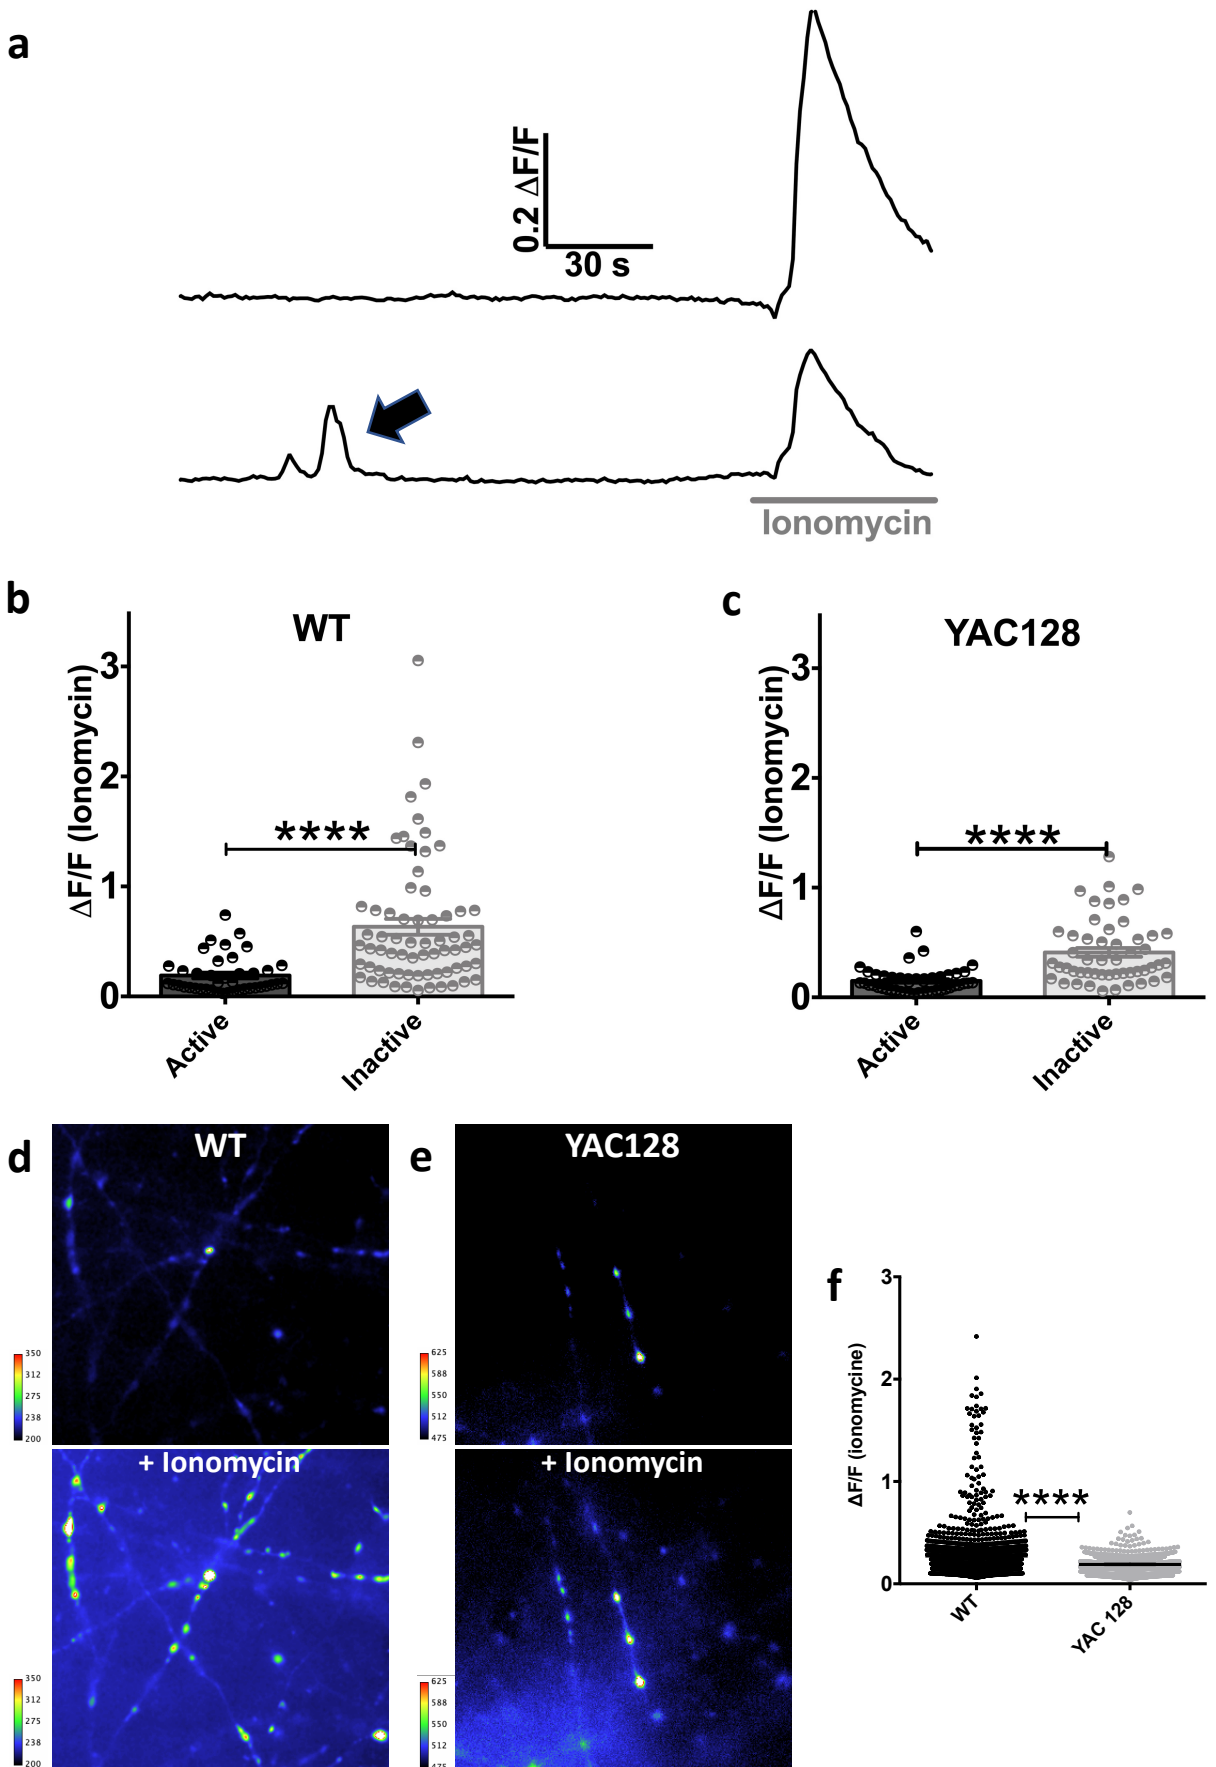 a
0.2 ΔF/F
30 s
Ionomycin
b
WT
ΔF/F (Ionomycin)
3
2
1
0
****
Active
Inactive
c
YAC128
ΔF/F (Ionomycin)
3
2
1
0
****
Active
Inactive
d
WT
350
312
275
238
200
+ Ionomycin
350
312
275
238
200
e
YAC128
625
588
550
512
475
+ Ionomycin
625
588
550
512
475
f
ΔF/F (ionomycine)
3
2
1
0
****
WT
YAC 128